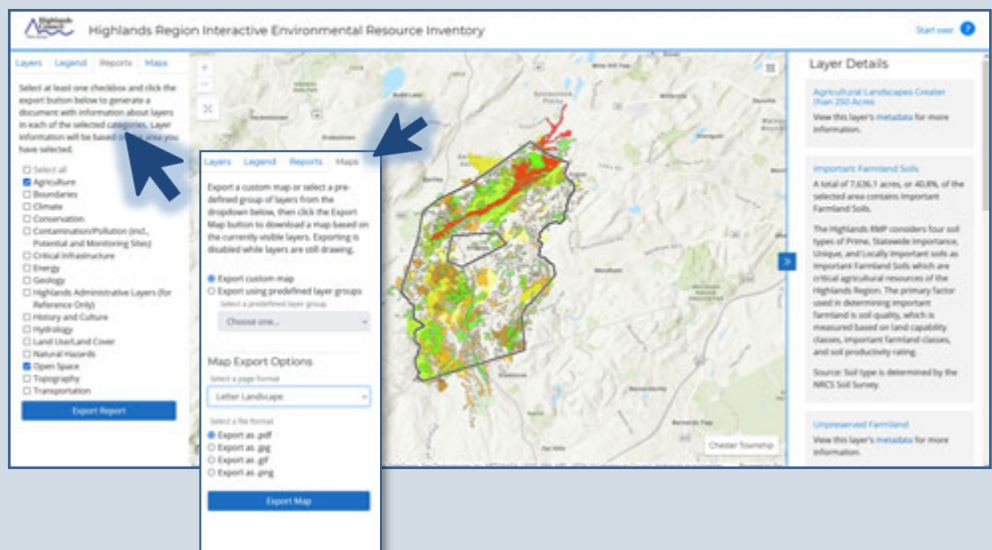 Highlands
Council
Highlands Region Interactive Environmental Resource Inventory
Start over ?
Layers Legend Reports Maps
Select at least one checkbox and click the
export button below to generate a
document with information about layers
in each of the selected categories. Layer
information will be based area you
have selected.
Select all
Agriculture
Boundaries
Climate
Conservation
Contamination/Pollution (incl.,
Potential and Monitoring Sites)
Critical Infrastructure
Energy
Geology
Highlands Administrative Layers (for
Reference Only)
History and Culture
Hydrology
Land Use/Land Cover
Natural Hazards
Open Space
Topography
Transportation
Export Report
Layers Legend Reports Maps
Export a custom map or select a pre-
defined group of layers from the
dropdown below, then click the Export
Map button to download a map based on
the currently visible layers. Exporting is
disabled while layers are still drawing.
Export custom map
Export using predefined layer groups
Select a predefined layer group
Choose one...
Map Export Options
Select a page format
Letter Landscape
Select a file format
Export as .pdf
Export as .jpg
Export as .gif
Export as .png
Export Map
Budd Lake
Succasunna
Mendham
Gladstone
Bernardsville
Far Hills
Chester Township
Layer Details
Agricultural Landscapes Greater
than 250 Acres
View this layer's metadata for more
information.
Important Farmland Soils
A total of 7,636.1 acres, or 40.8%, of the
selected area contains Important
Farmland Soils.
The Highlands RMP considers four soil
types of Prime, Statewide Importance,
Unique, and Locally Important soils as
Important Farmland Soils which are
critical agricultural resources of the
Highlands Region. The primary factor
used in determining important
farmland is soil quality, which is
measured based on land capability
classes, important farmland classes,
and soil productivity rating.
Source: Soil type is determined by the
NRCS Soil Survey.
Unpreserved Farmland
View this layer's metadata for more
information.